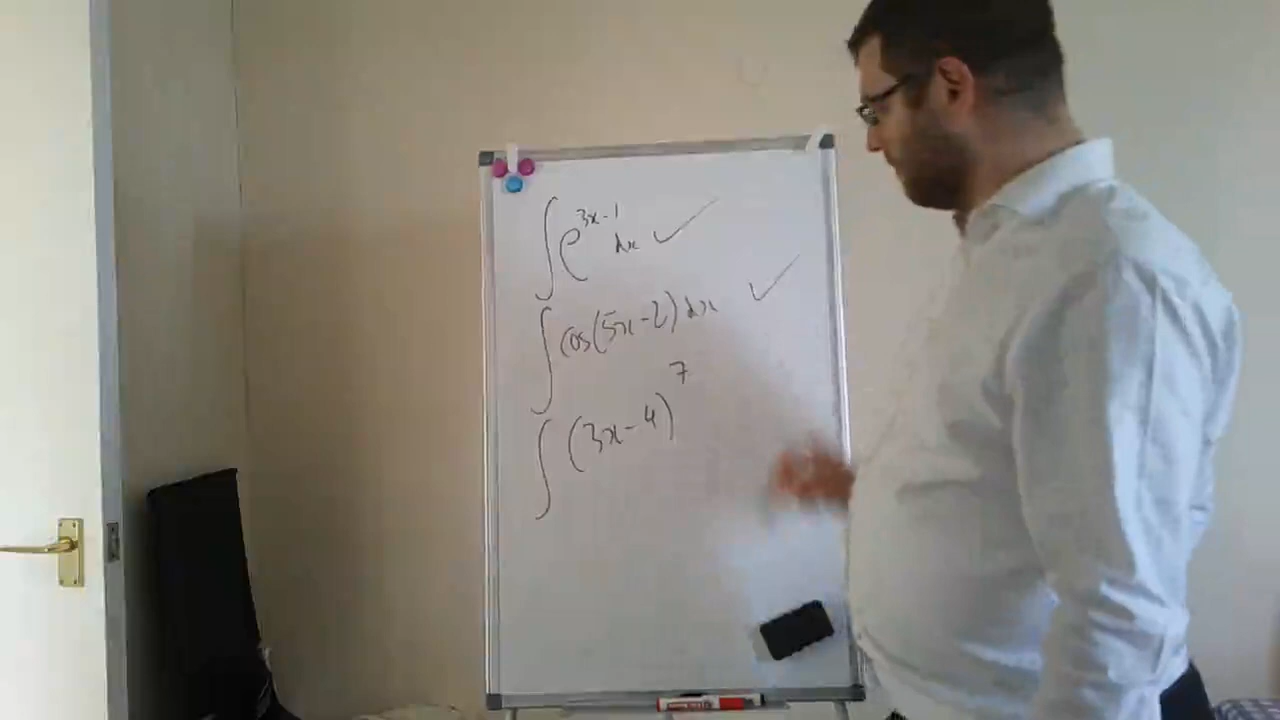 ∫ e^{3x-1} dx ✓
∫ cos(5x-2) dx ✓
∫ (3x-4)^7